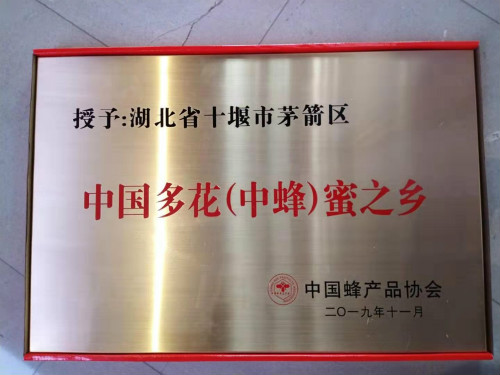 授予:湖北省十堰市茅箭区
中国多花(中蜂)蜜之乡
中国蜂产品协会
二〇一九年十一月